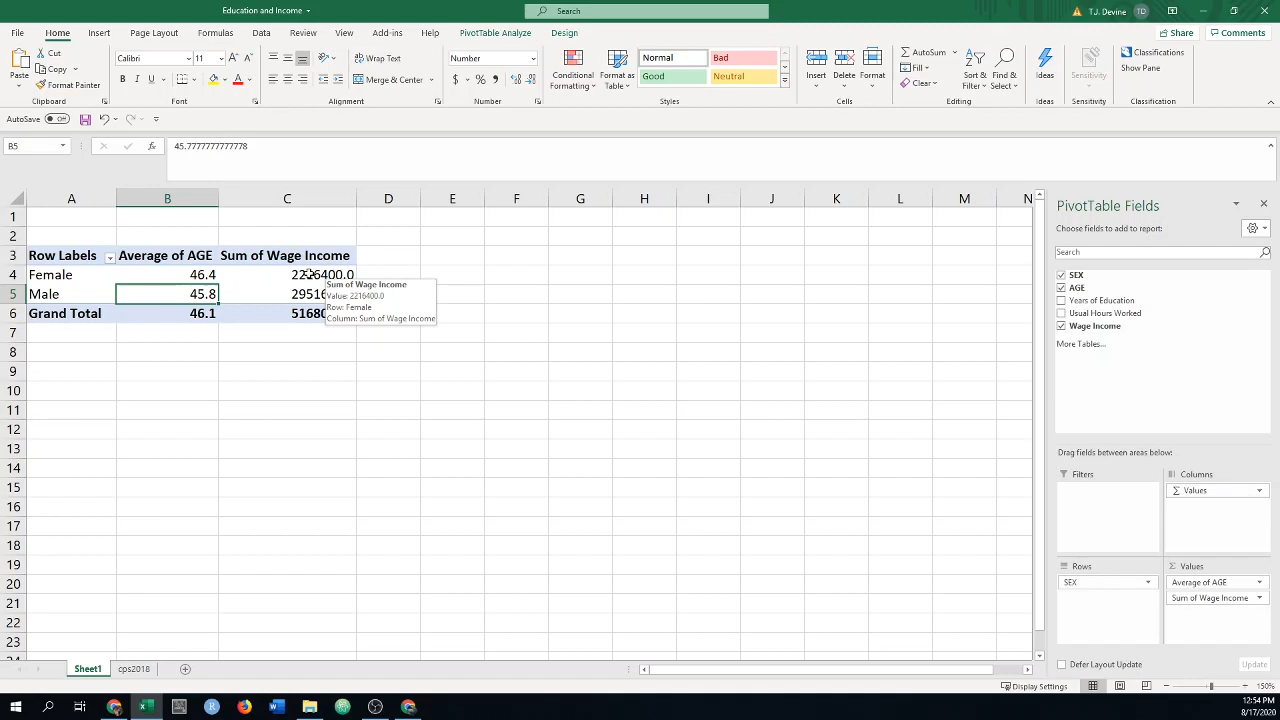 Education and Income
Search
T.J. Devine
TD
File
Home
Insert
Page Layout
Formulas
Data
Review
View
Add-ins
Help
PivotTable Analyze
Design
Share
Comments
Paste
Cut
Copy
Format Painter
Clipboard
Calibri
11
B I U
Font
Wrap Text
Merge & Center
Alignment
Number
$ % ,
Number
Conditional Formatting
Format as Table
Normal
Bad
Good
Neutral
Styles
Insert
Delete
Format
Cells
AutoSum
Fill
Clear
Sort & Filter
Find & Select
Editing
Ideas
Ideas
Sensitivity
Sensitivity
Classifications
Show Pane
Classification
AutoSave
Off
B5
fx
45.7777777777778
A B C D E F G H I J K L M N
1
2
3 Row Labels Average of AGE Sum of Wage Income
4 Female 46.4 2216400.0
5 Male 45.8 29516
6 Grand Total 46.1 5168
Sum of Wage Income
Value: 2216400.0
Row: Female
Column: Sum of Wage Income
7
8
9
10
11
12
13
14
15
16
17
18
19
20
21
22
23
PivotTable Fields
Choose fields to add to report:
Search
SEX
AGE
Years of Education
Usual Hours Worked
Wage Income
More Tables...
Drag fields between areas below:
Filters
Columns
Σ Values
Rows
Σ Values
SEX
Average of AGE
Sum of Wage Income
Defer Layout Update
Update
Sheet1
cps2018
Display Settings
150%
12:54 PM
8/17/2020